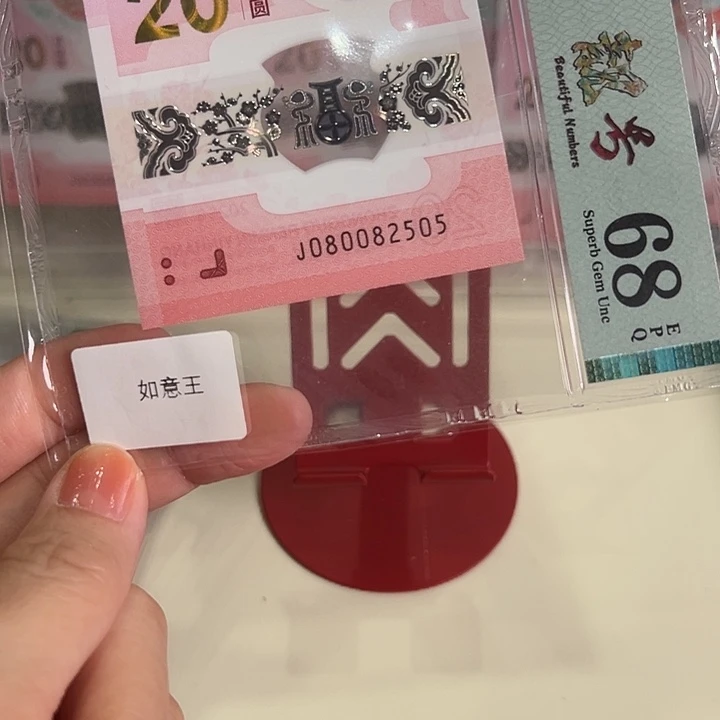 20
圆
J080082505
靓号
Beautiful Numbers
68
EPQ
Superb Gem Unc
如意王